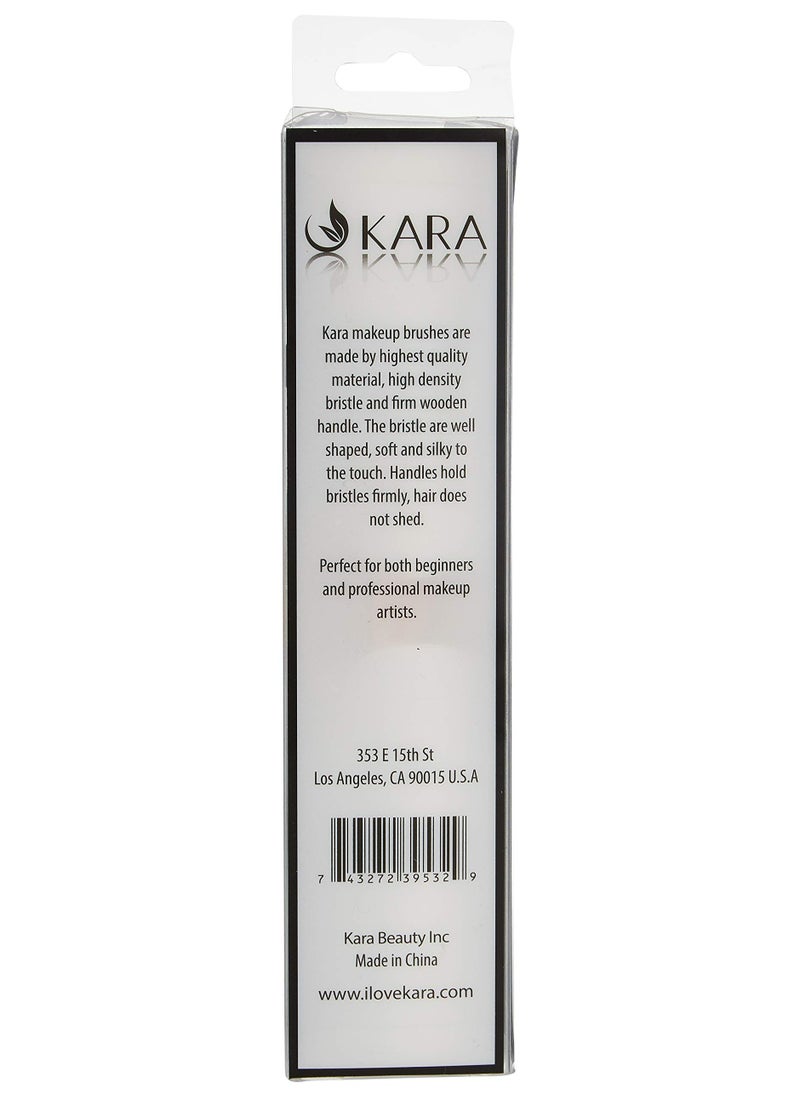 KARA
Kara makeup brushes are
made by highest quality
material, high density
bristle and firm wooden
handle. The bristle are well
shaped, soft and silky to
the touch. Handles hold
bristles firmly, hair does
not shed.
Perfect for both beginners
and professional makeup
artists.
353 E 15th St
Los Angeles, CA 90015 U.S.A
7 43272 39532 9
Kara Beauty Inc
Made in China
www.ilovekara.com